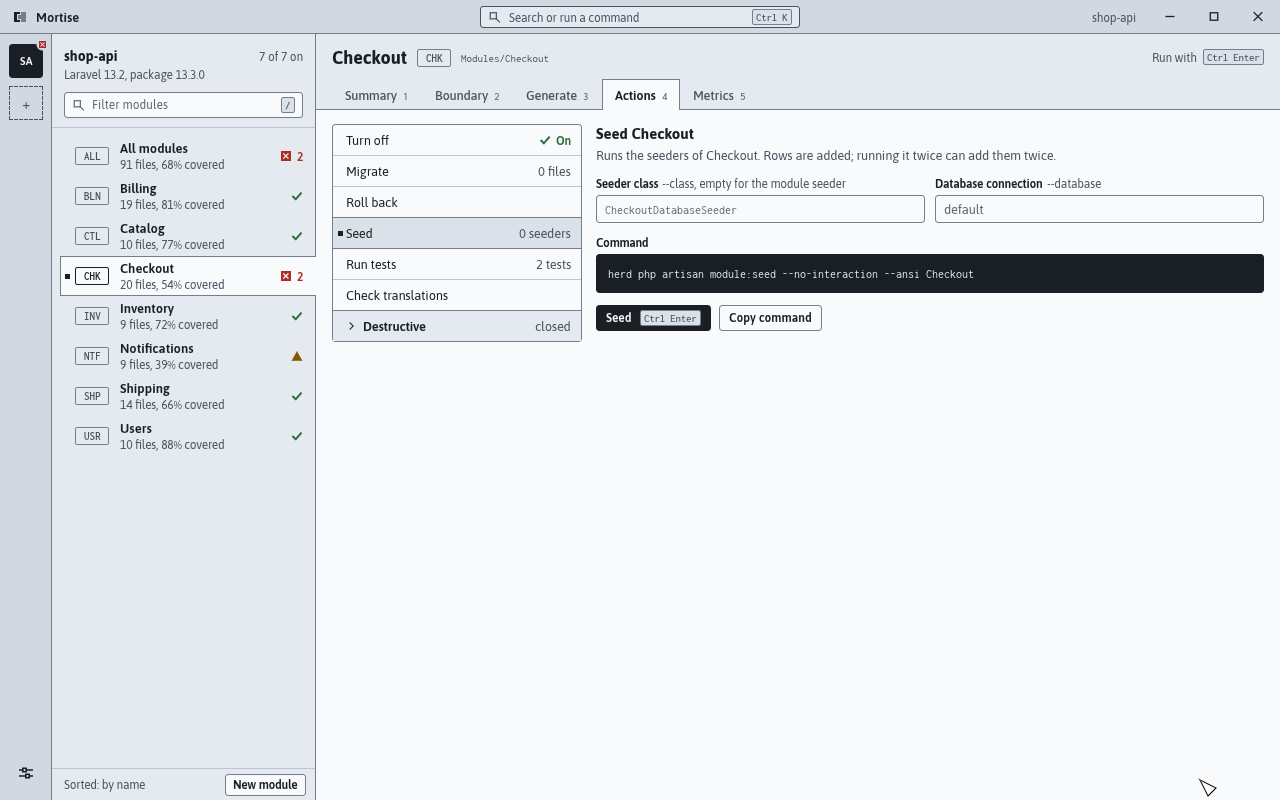 Mortise
Search or run a command
Ctrl K
shop-api
SA
+
shop-api
7 of 7 on
Laravel 13.2, package 13.3.0
Filter modules
/
ALL
All modules
91 files, 68% covered
2
BLN
Billing
19 files, 81% covered
CTL
Catalog
10 files, 77% covered
CHK
Checkout
20 files, 54% covered
2
INV
Inventory
9 files, 72% covered
NTF
Notifications
9 files, 39% covered
SHP
Shipping
14 files, 66% covered
USR
Users
10 files, 88% covered
Sorted: by name
New module
Checkout
CHK
Modules/Checkout
Run with
Ctrl Enter
Summary 1
Boundary 2
Generate 3
Actions 4
Metrics 5
Turn off
On
Migrate
0 files
Roll back
Seed
0 seeders
Run tests
2 tests
Check translations
Destructive
closed
Seed Checkout
Runs the seeders of Checkout. Rows are added; running it twice can add them twice.
Seeder class --class, empty for the module seeder
CheckoutDatabaseSeeder
Database connection --database
default
Command
herd php artisan module:seed --no-interaction --ansi Checkout
Seed
Ctrl Enter
Copy command